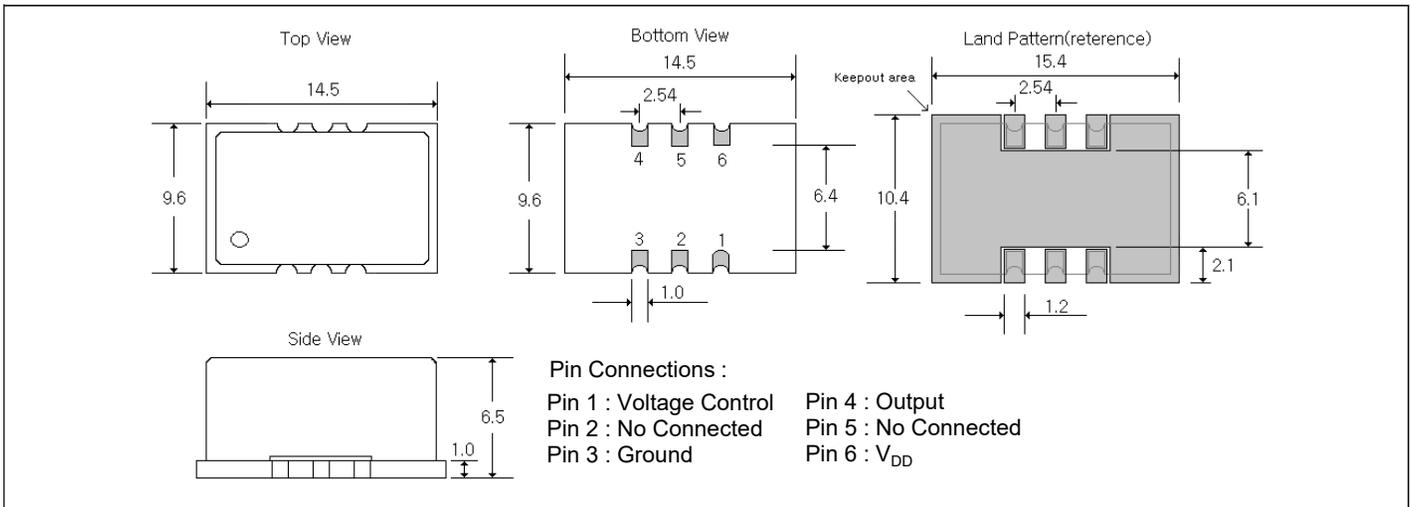 Top View
14.5
9.6
Bottom View
14.5
2.54
4 5 6
9.6
6.4
3 2 1
1.0
Land Pattern(reterence)
15.4
Keepout area
2.54
10.4
6.1
2.1
1.2
Side View
6.5
1.0
Pin Connections :
Pin 1 : Voltage Control
Pin 2 : No Connected
Pin 3 : Ground
Pin 4 : Output
Pin 5 : No Connected
Pin 6 : VDD